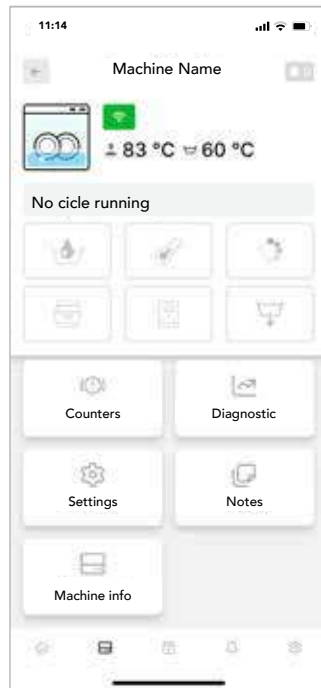 11:14
Machine Name
83 °C 60 °C
No cicle running
Counters
Diagnostic
Settings
Notes
Machine info